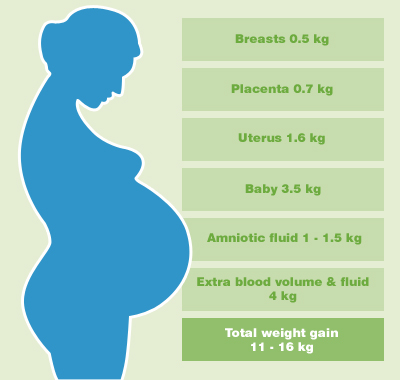 Breasts 0.5 kg
Placenta 0.7 kg
Uterus 1.6 kg
Baby 3.5 kg
Amniotic fluid 1 - 1.5 kg
Extra blood volume & fluid
4 kg
Total weight gain
11 - 16 kg